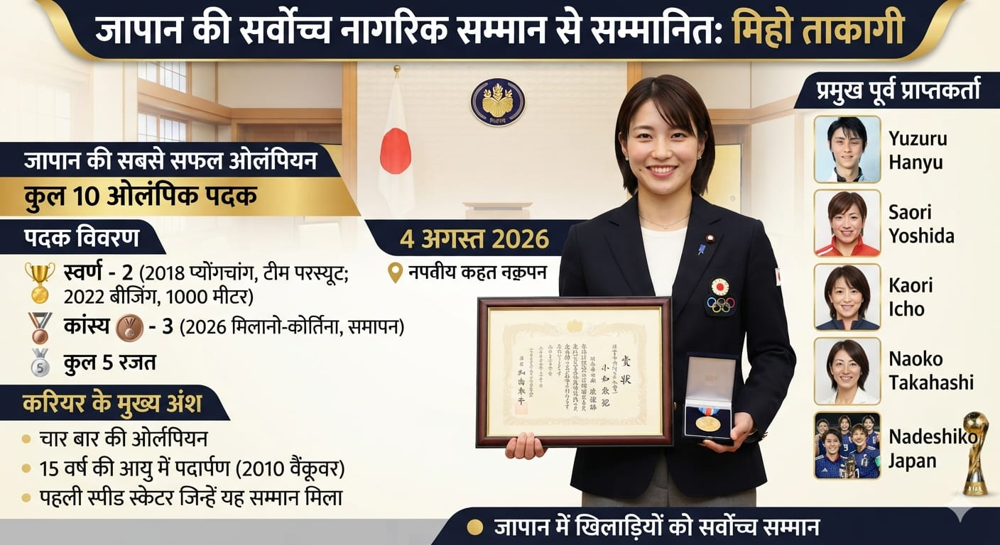 जापान की सर्वोच्च नागरिक सम्मान से सम्मानित: मिहो ताकागी
जापान की सबसे सफल ओलंपियन
कुल 10 ओलंपिक पदक
पदक विवरण
स्वर्ण - 2 (2018 प्योंगचांग, टीम परस्यूट;
2022 बीजिंग, 1000 मीटर)
कांस्य - 3 (2026 मिलानो-कोर्तिना, समापन)
5
कुल 5 रजत
करियर के मुख्य अंश
चार बार की ओर्लपियन
15 वर्ष की आयु में पदार्पण (2010 वैंकूवर)
पहली स्पीड स्केटर जिन्हें यह सम्मान मिला
4 अगस्त 2026
नपवीय कहत नकृपन
賞状
प्रमुख पूर्व प्राप्तकर्ता
Yuzuru
Hanyu
Saori
Yoshida
Kaori
Icho
Naoko
Takahashi
Nadeshiko
Japan
जापान में खिलाड़ियों को सर्वोच्च सम्मान